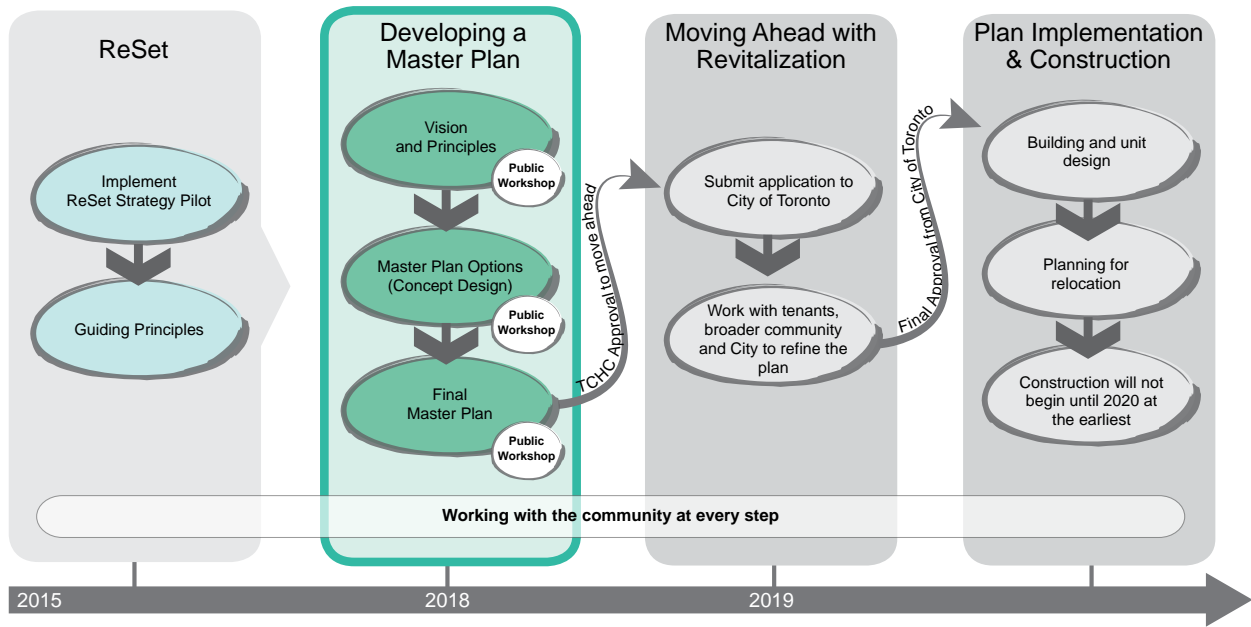 ReSet
Implement
ReSet Strategy Pilot
Guiding Principles
Developing a
Master Plan
Vision
and Principles
Public
Workshop
Master Plan Options
(Concept Design)
Public
Workshop
Final
Master Plan
Public
Workshop
TCHC Approval to move ahead
Moving Ahead with
Revitalization
Submit application to
City of Toronto
Work with tenants,
broader community
and City to refine the
plan
Final Approval from City of Toronto
Plan Implementation
& Construction
Building and unit
design
Planning for
relocation
Construction will not
begin until 2020 at
the earliest
Working with the community at every step
2015
2018
2019